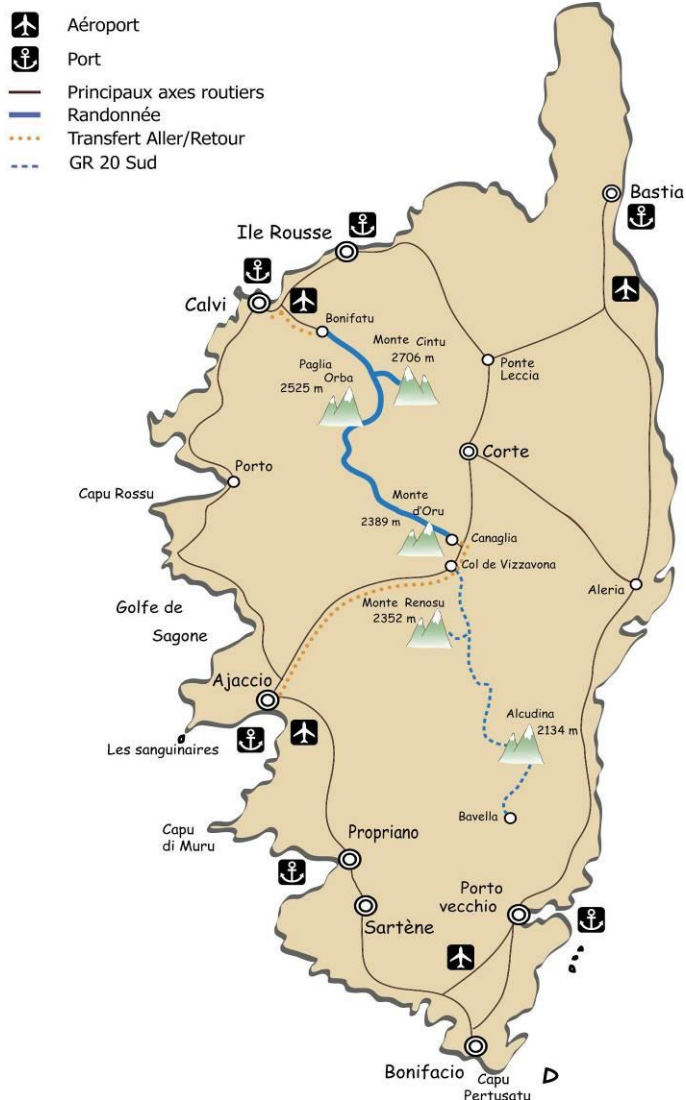 Aéroport
Port
Principaux axes routiers
Randonnée
Transfert Aller/Retour
GR 20 Sud
Bastia
Ile Rousse
Calvi
Bonifatu
Monte Cintu
2706 m
Paglia
Orba
2525 m
Ponte
Leccia
Corte
Porto
Capu Rossu
Monte
d'Oru
2389 m
Canaglia
Col de Vizzavona
Aleria
Golfe de
Sagone
Monte Renosu
2352 m
Ajaccio
Les sanguinaires
Alcudina
2134 m
Bavella
Capu
di Muru
Propriano
Porto
vecchio
Sartène
Bonifacio
Capu
Pertusatu